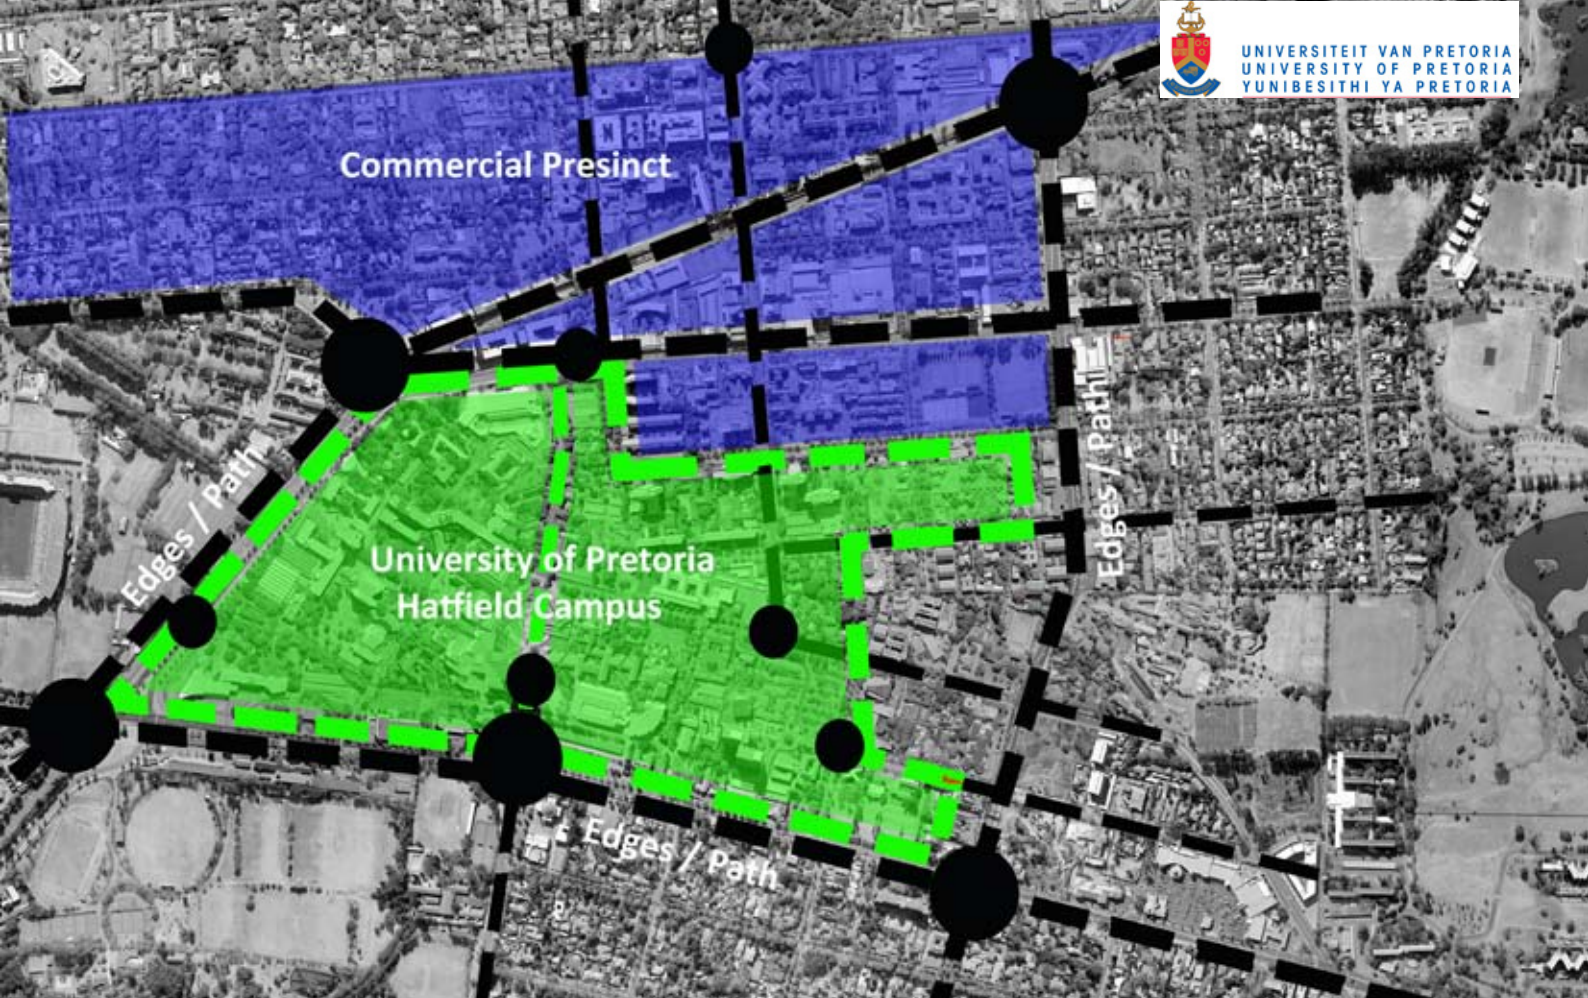 UNIVERSITEIT VAN PRETORIA
UNIVERSITY OF PRETORIA
YUNIBESITHI YA PRETORIA
Commercial Presinct
Edges / Path
Edges / Path
University of Pretoria
Hatfield Campus
Edges / Path